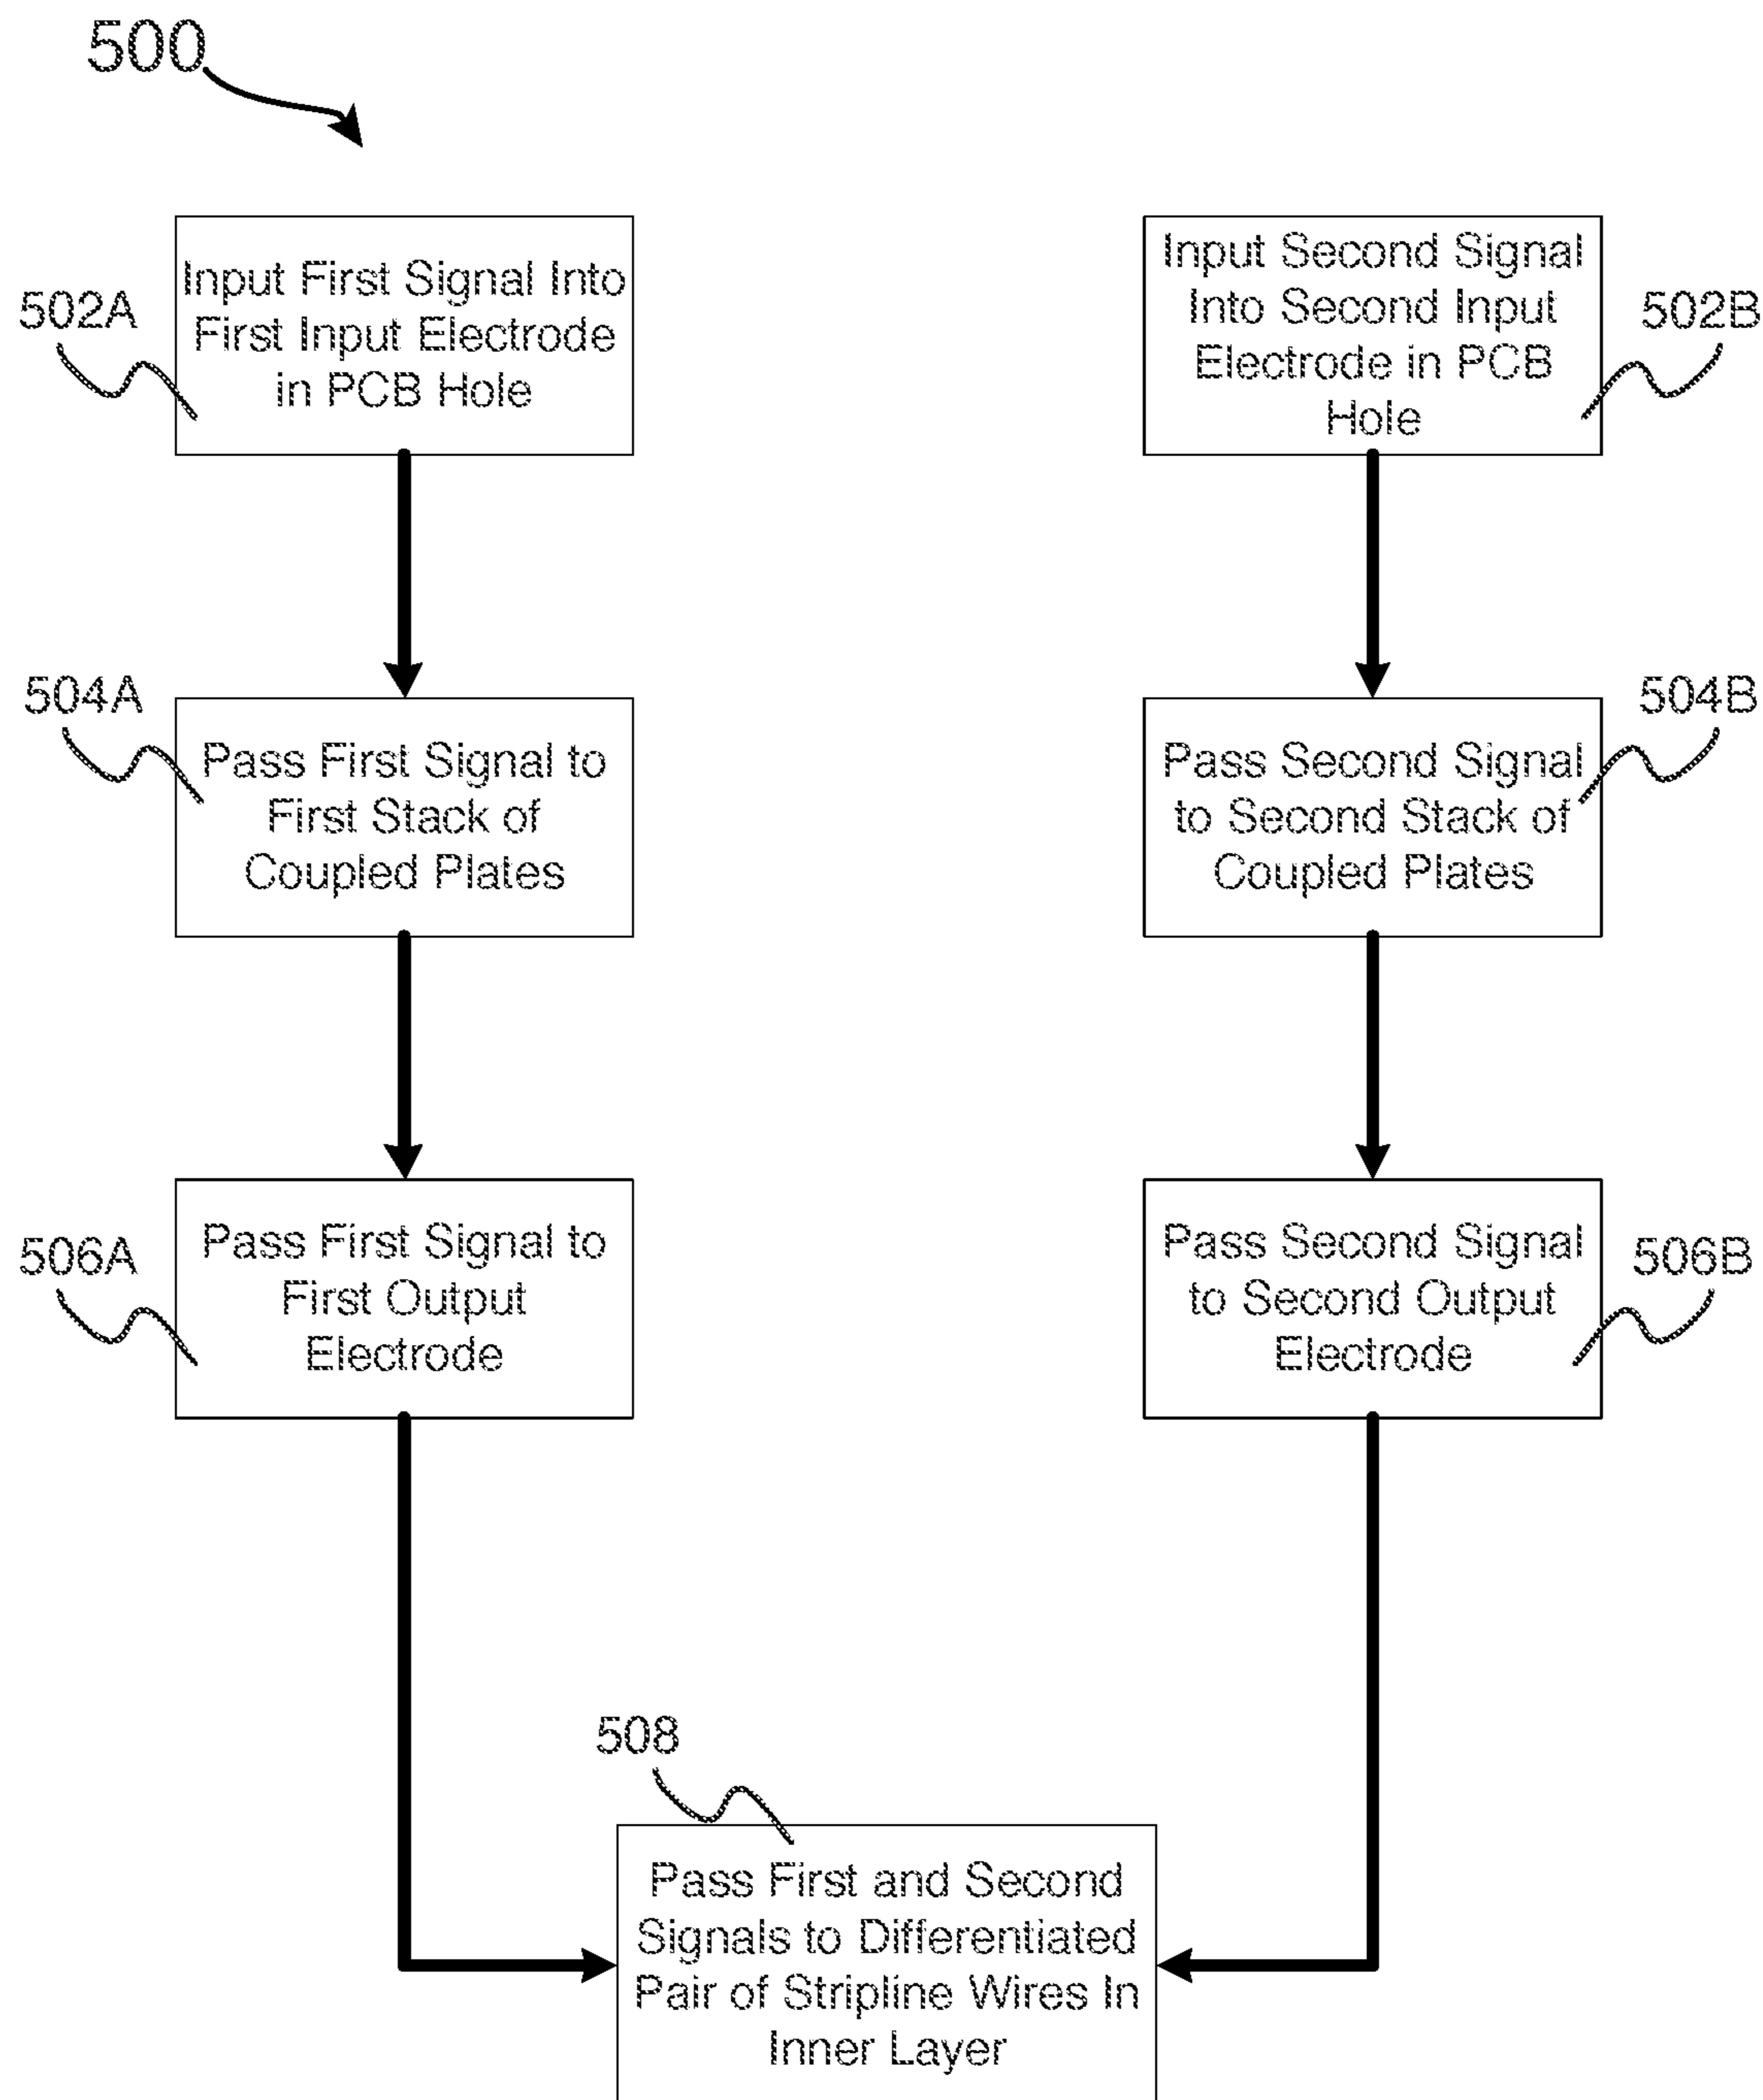 500
502A
Input First Signal Into
First Input Electrode
in PCB Hole
Input Second Signal
Into Second Input
Electrode in PCB
Hole
502B
504A
Pass First Signal to
First Stack of
Coupled Plates
Pass Second Signal
to Second Stack of
Coupled Plates
504B
506A
Pass First Signal to
First Output
Electrode
Pass Second Signal
to Second Output
Electrode
506B
508
Pass First and Second
Signals to Differentiated
Pair of Stripline Wires In
Inner Layer